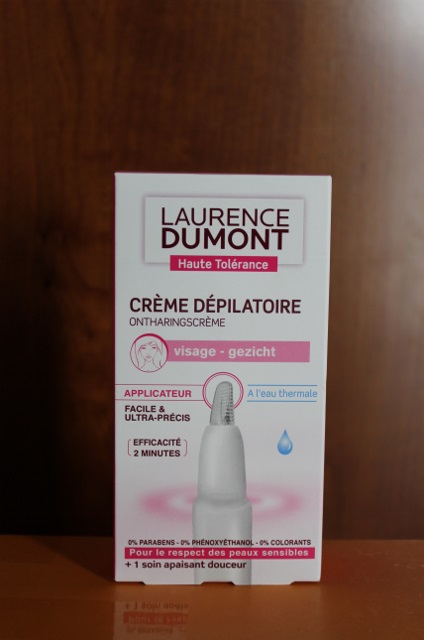 LAURENCE
DUMONT
Haute Tolérance
CRÈME DÉPILATOIRE
ONTHARINGSCRÈME
visage - gezicht
APPLICATEUR
A l'eau thermale
FACILE &
ULTRA-PRÉCIS
EFFICACITÉ
2 MINUTES
0% PARABENS - 0% PHÉNOXYÉTHANOL - 0% COLORANTS
Pour le respect des peaux sensibles
+ 1 soin apaisant douceur